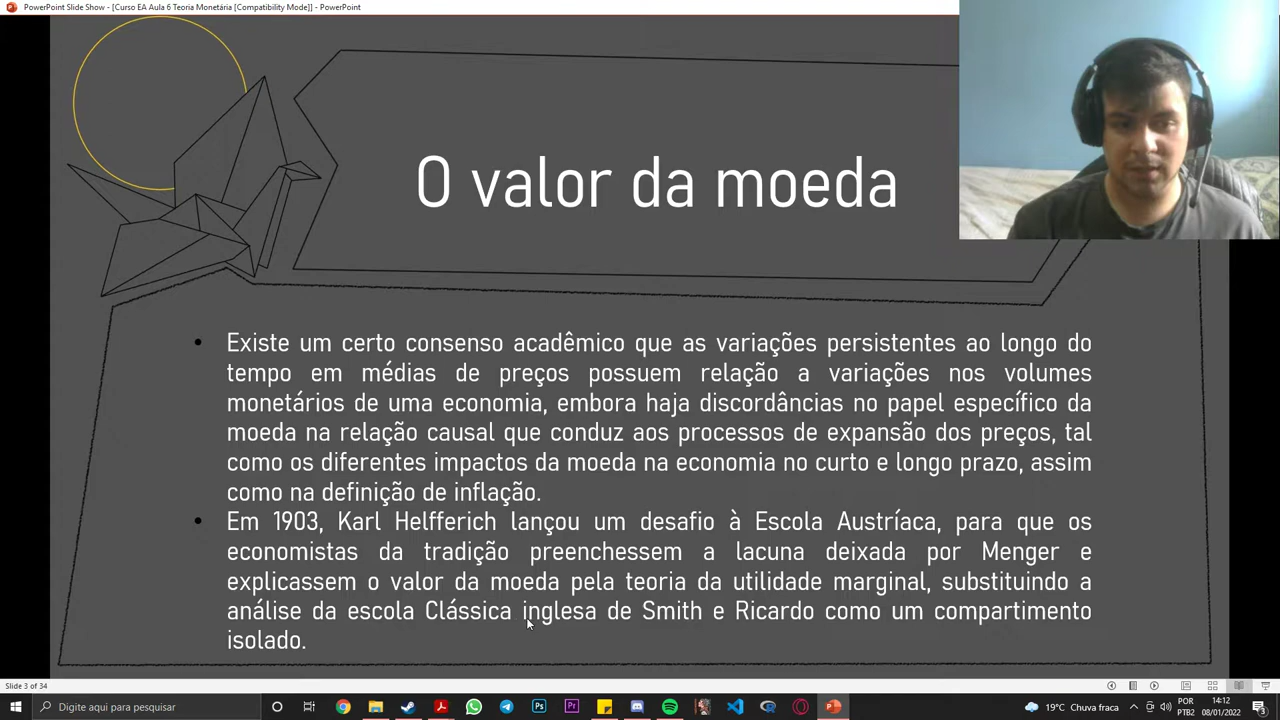 PowerPoint Slide Show - [Curso EA Aula 6 Teoria Monetária [Compatibility Mode]] - PowerPoint
O valor da moeda
• Existe um certo consenso acadêmico que as variações persistentes ao longo do
tempo em médias de preços possuem relação a variações nos volumes
monetários de uma economia, embora haja discordâncias no papel específico da
moeda na relação causal que conduz aos processos de expansão dos preços, tal
como os diferentes impactos da moeda na economia no curto e longo prazo, assim
como na definição de inflação.
• Em 1903, Karl Helfferich lançou um desafio à Escola Austríaca, para que os
economistas da tradição preenchessem a lacuna deixada por Menger e
explicassem o valor da moeda pela teoria da utilidade marginal, substituindo a
análise da escola Clássica inglesa de Smith e Ricardo como um compartimento
isolado.
Slide 3 of 34
Digite aqui para pesquisar
Ps
Pr
19°C Chuva fraca
POR
PTB2
14:12
08/01/2022
3